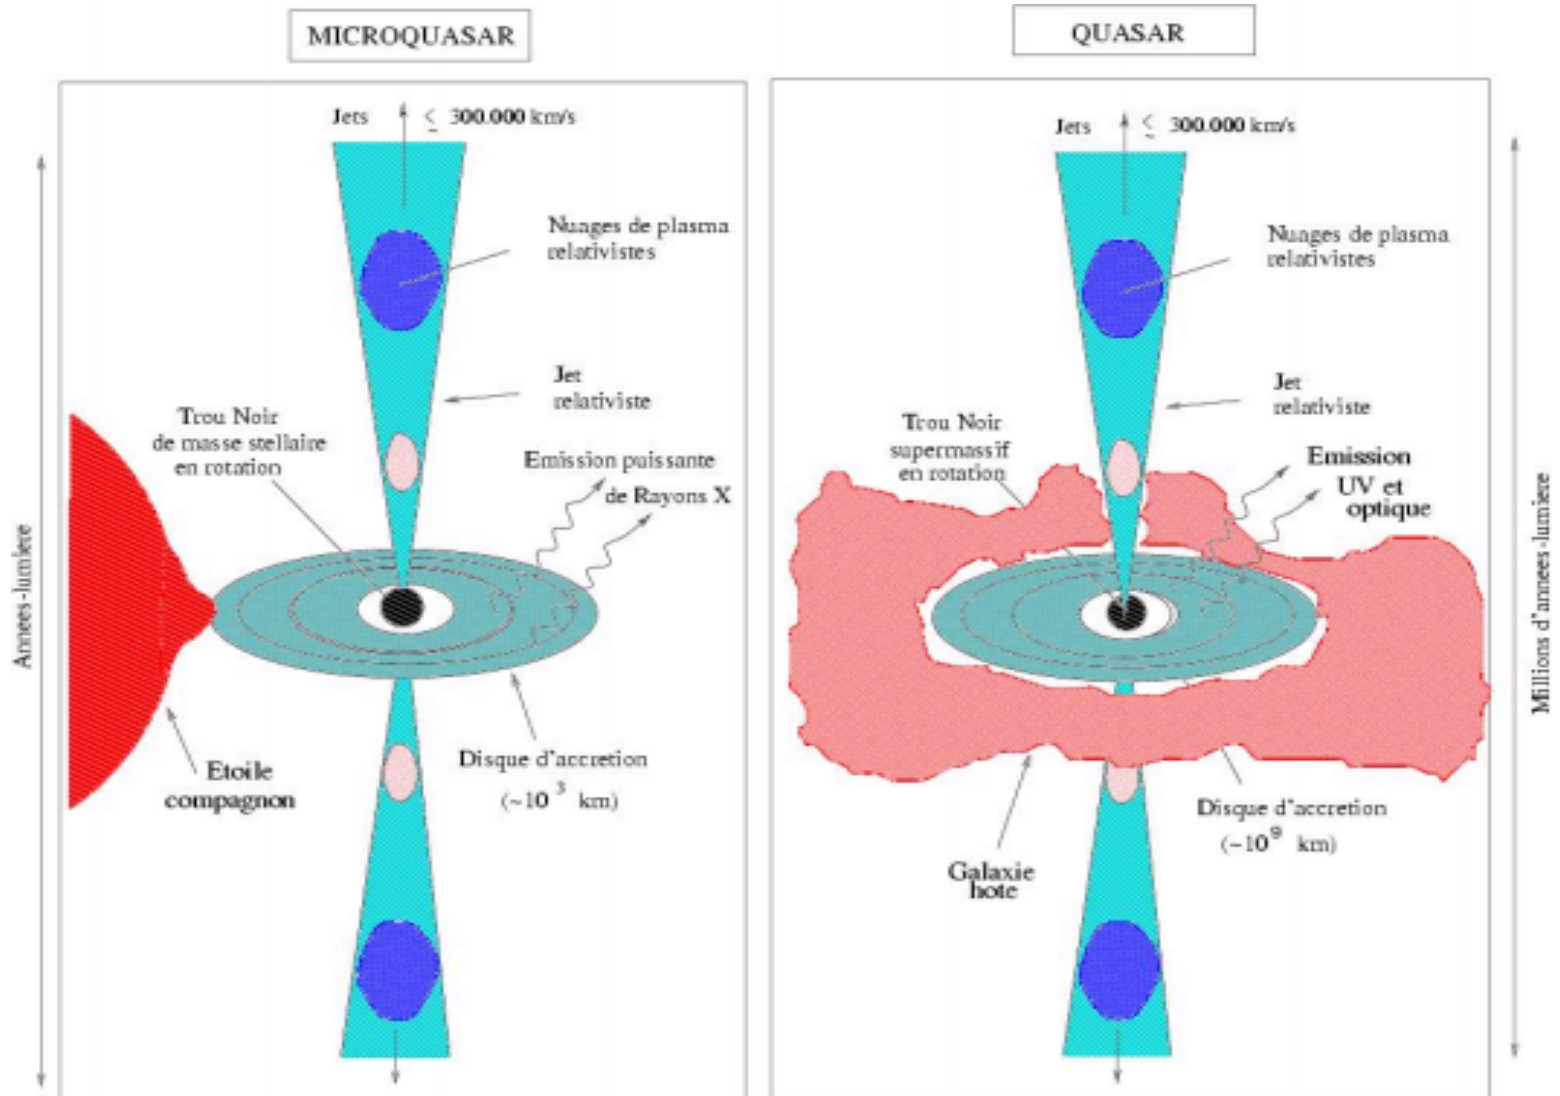 MICROQUASAR
Jets ≤ 300.000 km/s
Nuages de plasma
relativistes
Jet
relativiste
Trou Noir
de masse stellaire
en rotation
Emission puissante
de Rayons X
Annees-lumiere
Etoile
compagnon
Disque d'accretion
(~10³ km)
QUASAR
Jets ≤ 300.000 km/s
Nuages de plasma
relativistes
Jet
relativiste
Trou Noir
supermassif
en rotation
Emission
UV et
optique
Millions d'annees-lumiere
Disque d'accretion
(~10⁹ km)
Galaxie
hote